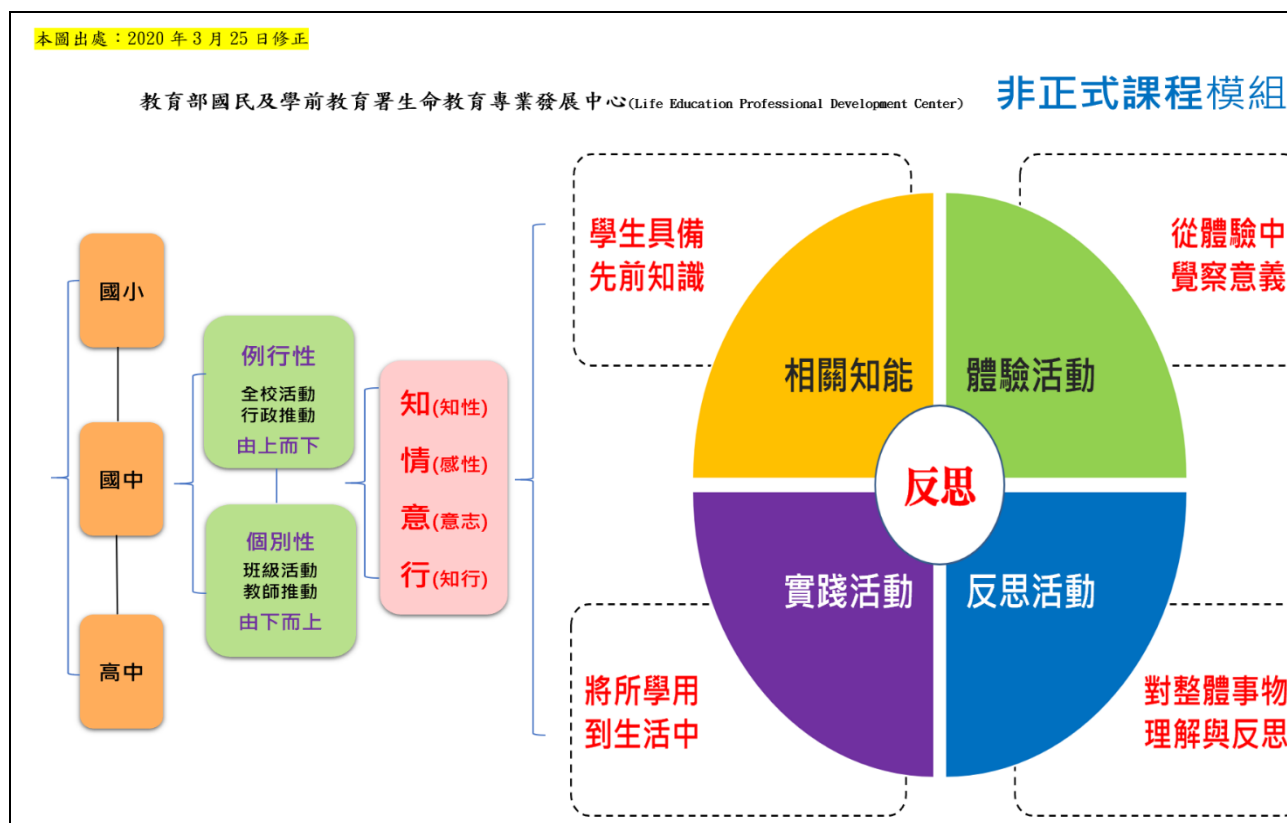 本圖出處：2020 年 3 月 25 日修正
教育部國民及學前教育署生命教育專業發展中心(Life Education Professional Development Center)
非正式課程模組
國小
國中
高中
例行性
全校活動
行政推動
由上而下
個別性
班級活動
教師推動
由下而上
知(知性)
情(感性)
意(意志)
行(知行)
學生具備
先前知識
從體驗中
覺察意義
相關知能
體驗活動
反思
實踐活動
反思活動
將所學用
到生活中
對整體事物
理解與反思